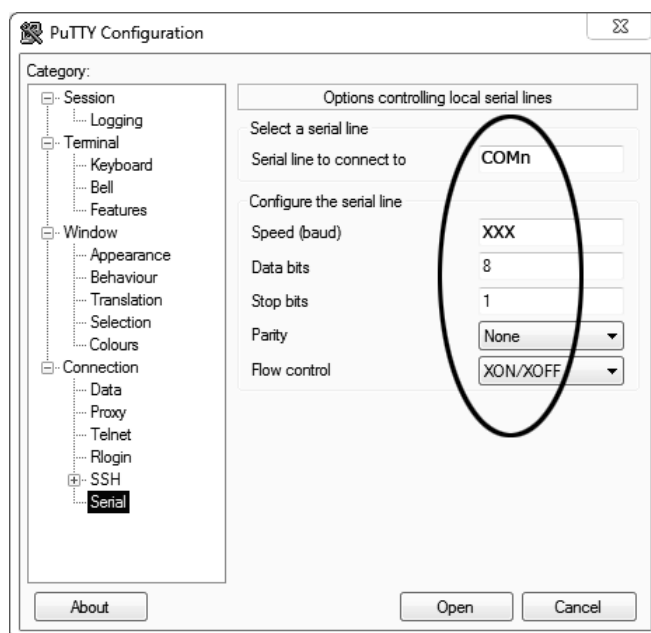 PuTTY Configuration
Category:
Session
Logging
Terminal
Keyboard
Bell
Features
Window
Appearance
Behaviour
Translation
Selection
Colours
Connection
Data
Proxy
Telnet
Rlogin
SSH
Serial
Options controlling local serial lines
Select a serial line
Serial line to connect to COMn
Configure the serial line
Speed (baud) XXX
Data bits 8
Stop bits 1
Parity None
Flow control XON/XOFF
About Open Cancel